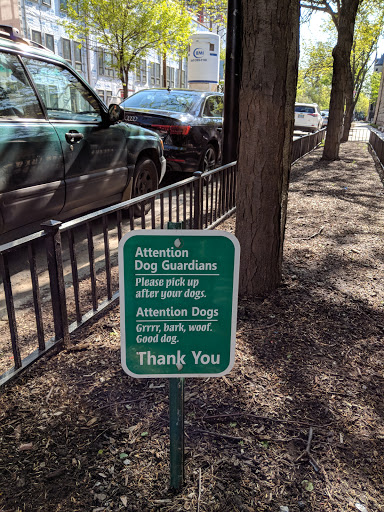 Attention
Dog Guardians
Please pick up
after your dogs.
Attention Dogs
Grrrr, bark, woof.
Good dog.
Thank You